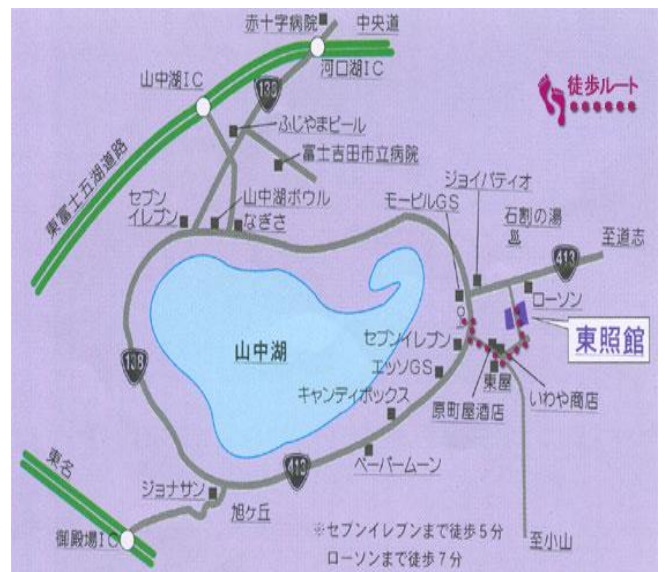 赤十字病院
中央道
河口湖IC
山中湖IC
138
徒歩ルート
ふじやまビール
富士吉田市立病院
東富士五湖道路
セブン
イレブン
山中湖ボウル
なぎさ
ジョイパティオ
モービルGS
石割の湯
至道志
413
ローソン
東照館
山中湖
セブンイレブン
エッソGS
キャンディボックス
138
東屋
原町屋酒店
いわや商店
ペーパームーン
413
東名
ジョナサン
旭ヶ丘
御殿場IC
※セブンイレブンまで徒歩5分
ローソンまで徒歩7分
至小山